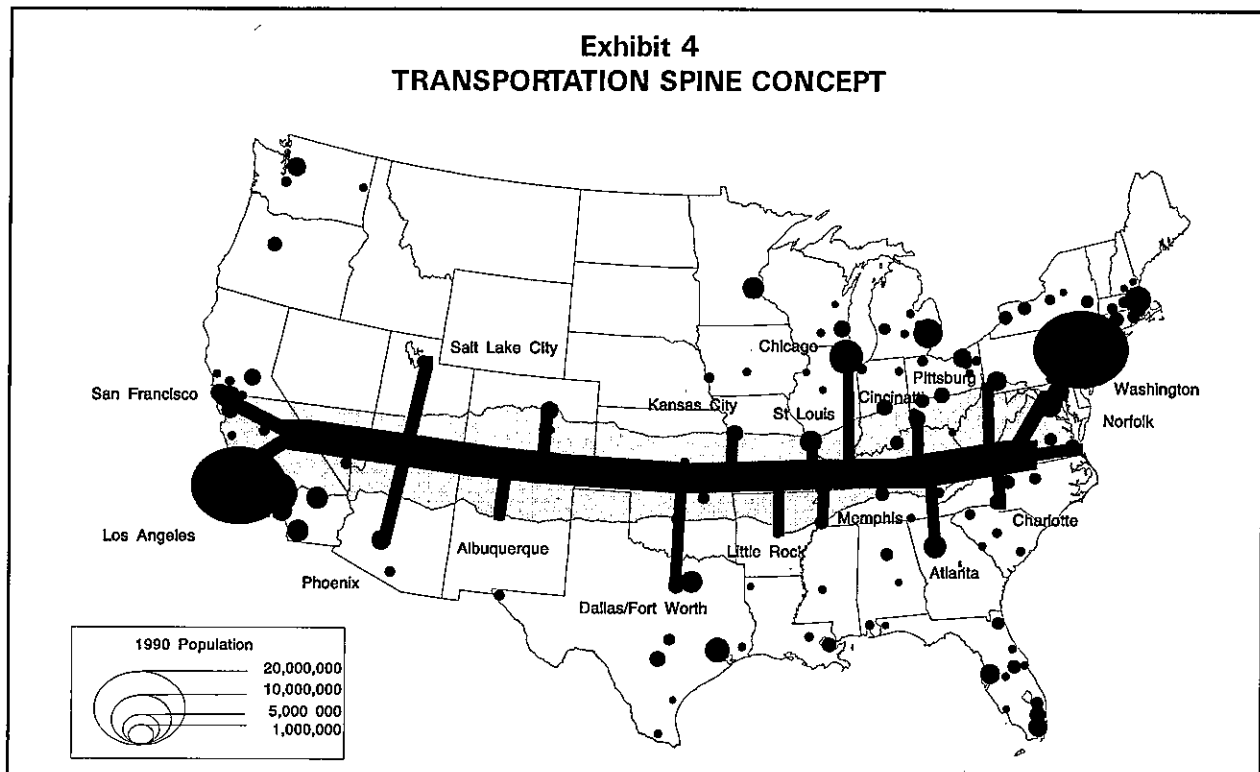 Exhibit 4
TRANSPORTATION SPINE CONCEPT
Salt Lake City
Chicago
Pittsburg
Washington
San Francisco
Kansas City
Cincinatti
St Louis
Norfolk
Los Angeles
Albuquerque
Memphis
Charlotte
Little Rock
Phoenix
Atlanta
Dallas/Fort Worth
1990 Population
20,000,000
10,000,000
5,000 000
1,000,000